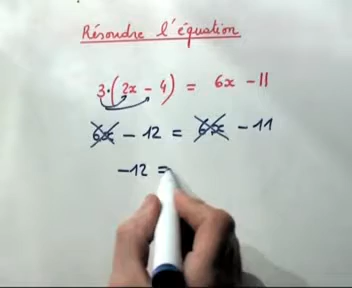 Résoudre l'équation
3·(2x - 4) = 6x - 11
6x - 12 = 6x - 11
-12 =